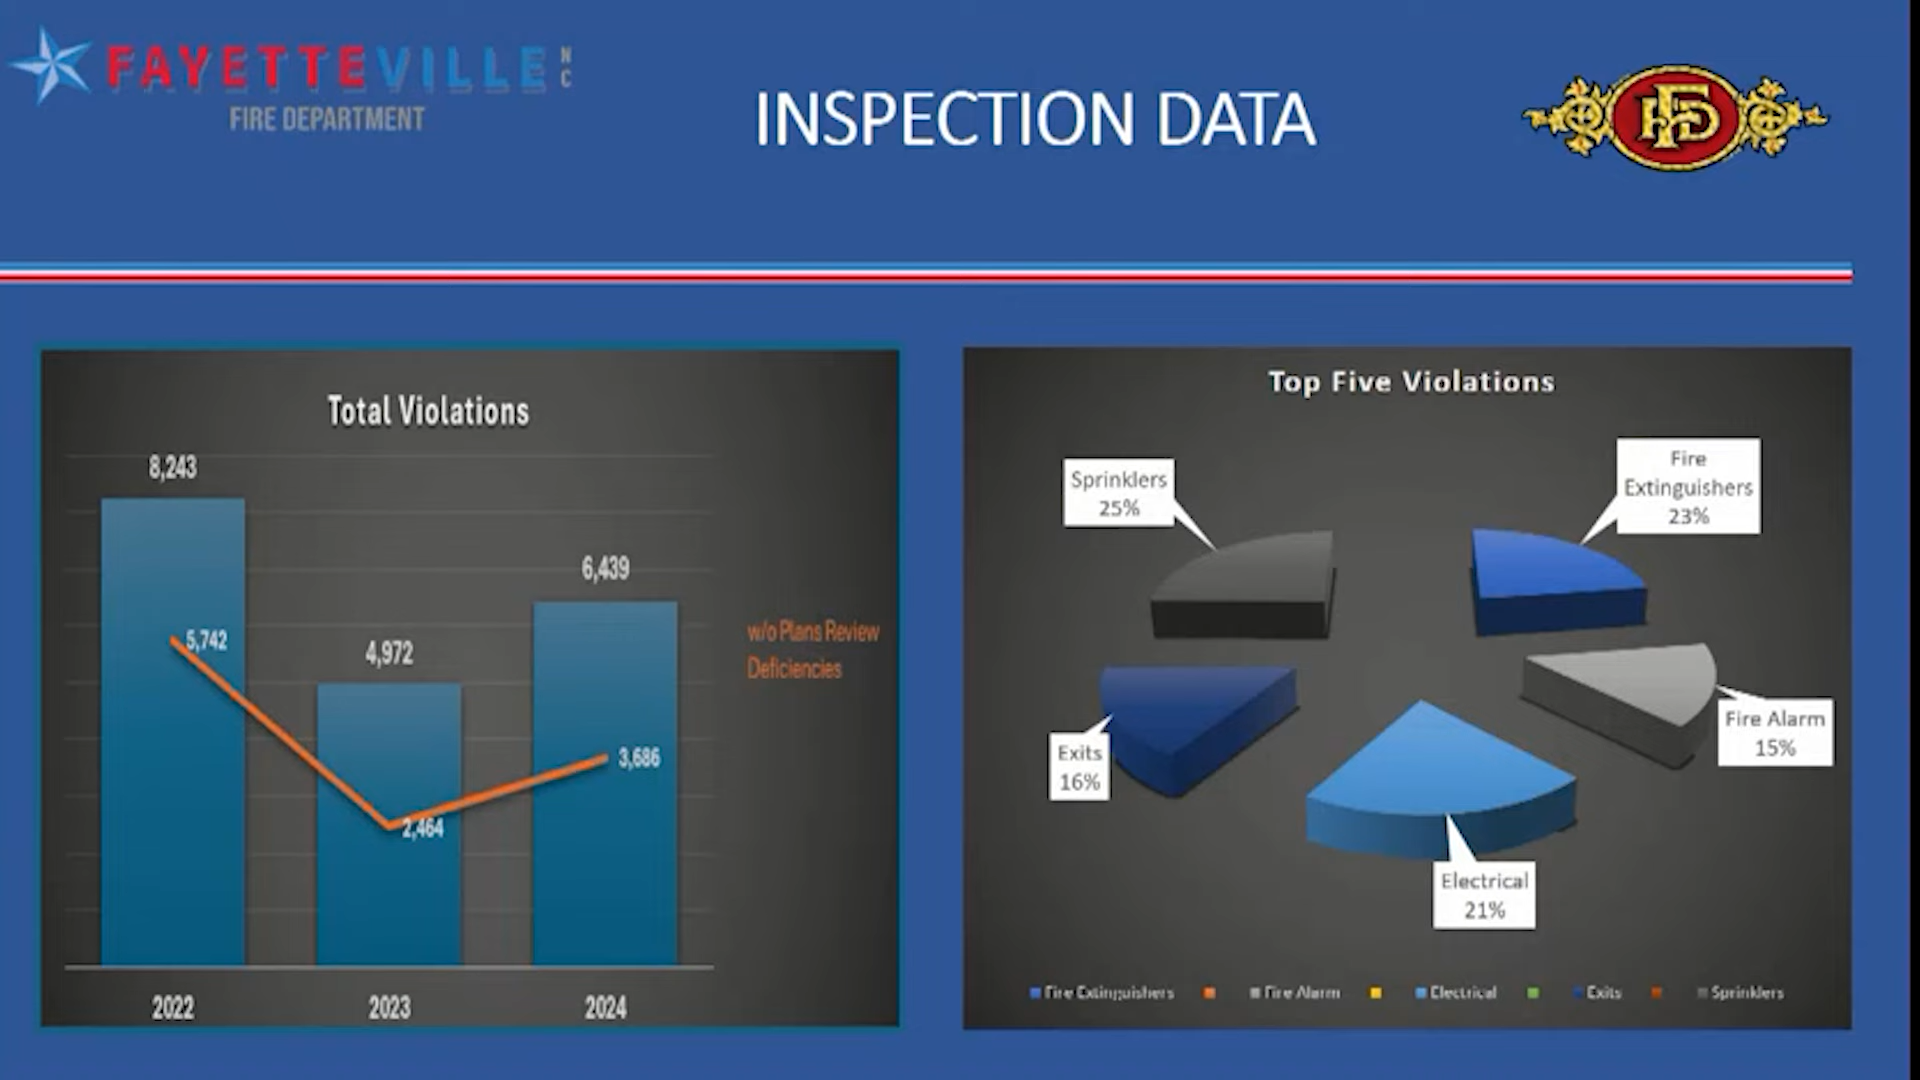 FAYETTEVILLE NC
FIRE DEPARTMENT
INSPECTION DATA
FD
Total Violations
8,243
5,742
4,972
2,464
6,439
3,686
w/o Plans Review
Deficiencies
2022
2023
2024
Top Five Violations
Sprinklers
25%
Fire
Extinguishers
23%
Fire Alarm
15%
Exits
16%
Electrical
21%
Fire Extinguishers
Fire Alarm
Electrical
Exits
Sprinklers